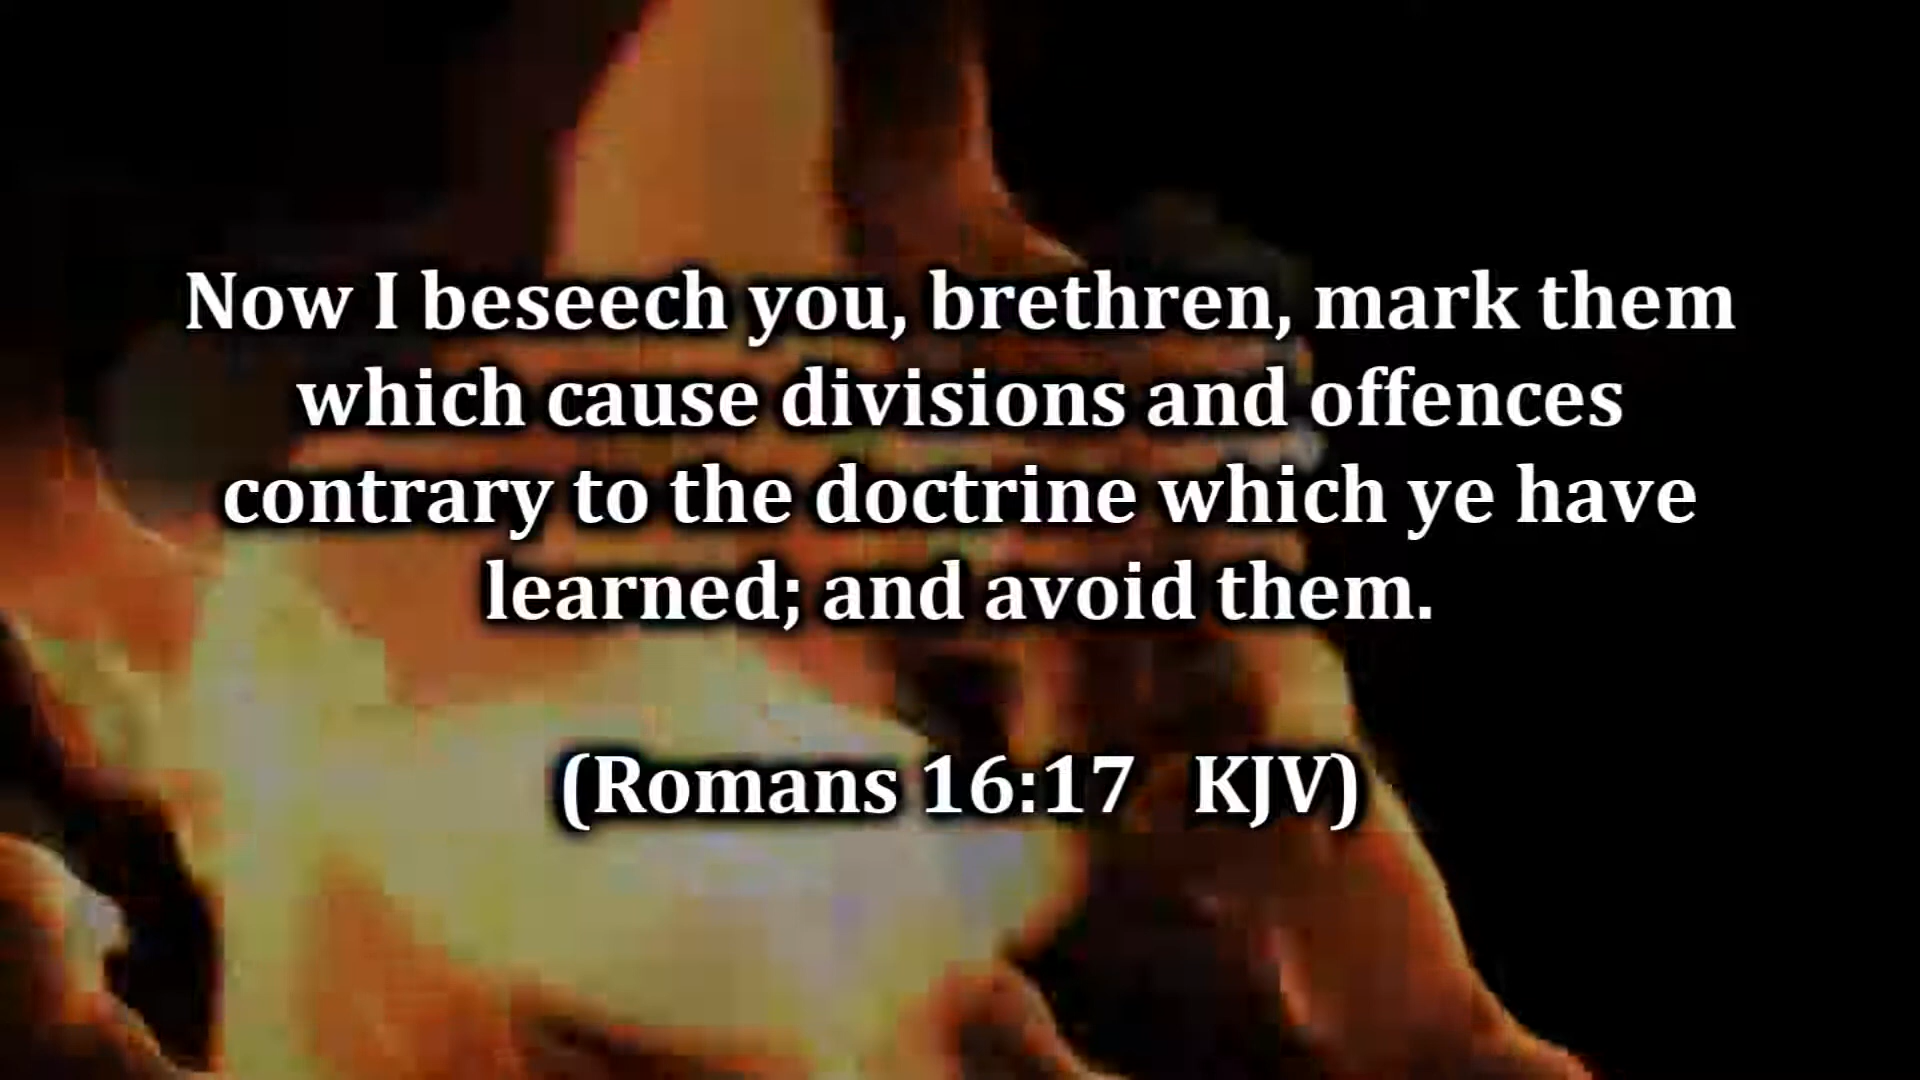 Now I beseech you, brethren, mark them
which cause divisions and offences
contrary to the doctrine which ye have
learned; and avoid them.
(Romans 16:17 KJV)